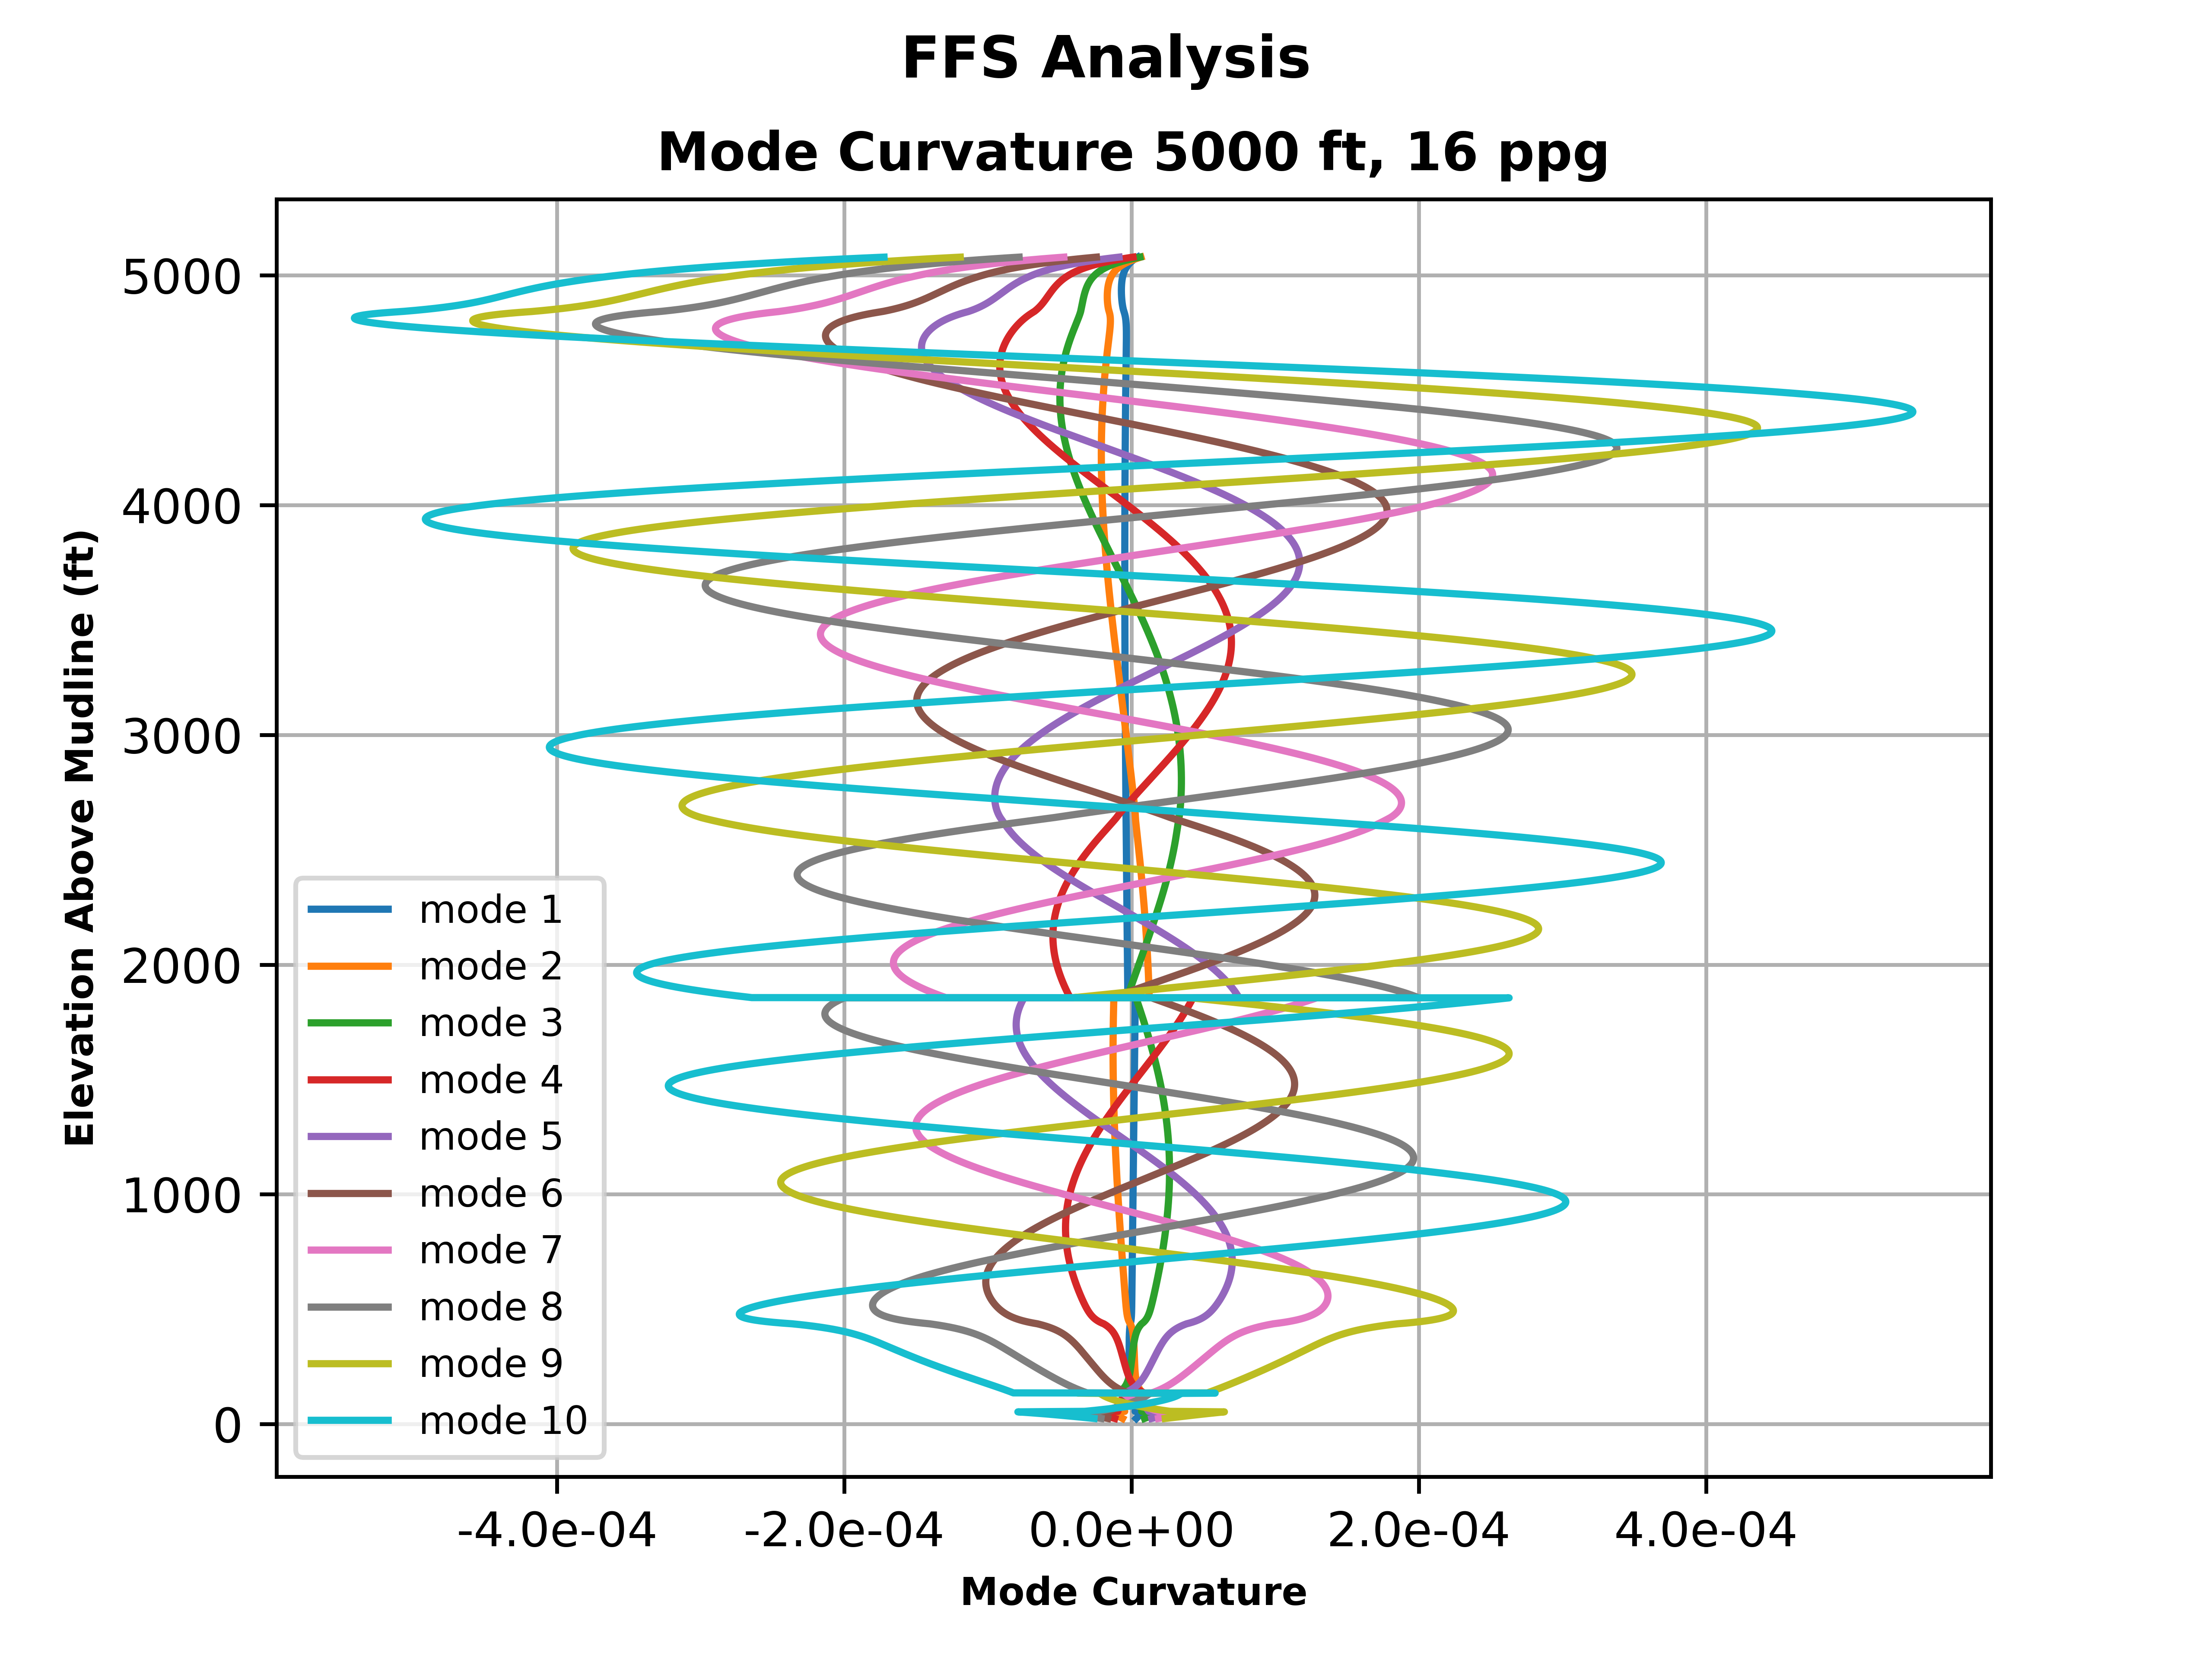 FFS Analysis
Mode Curvature 5000 ft, 16 ppg
Elevation Above Mudline (ft)
5000
4000
3000
2000
1000
0
mode 1
mode 2
mode 3
mode 4
mode 5
mode 6
mode 7
mode 8
mode 9
mode 10
-4.0e-04 -2.0e-04 0.0e+00 2.0e-04 4.0e-04
Mode Curvature